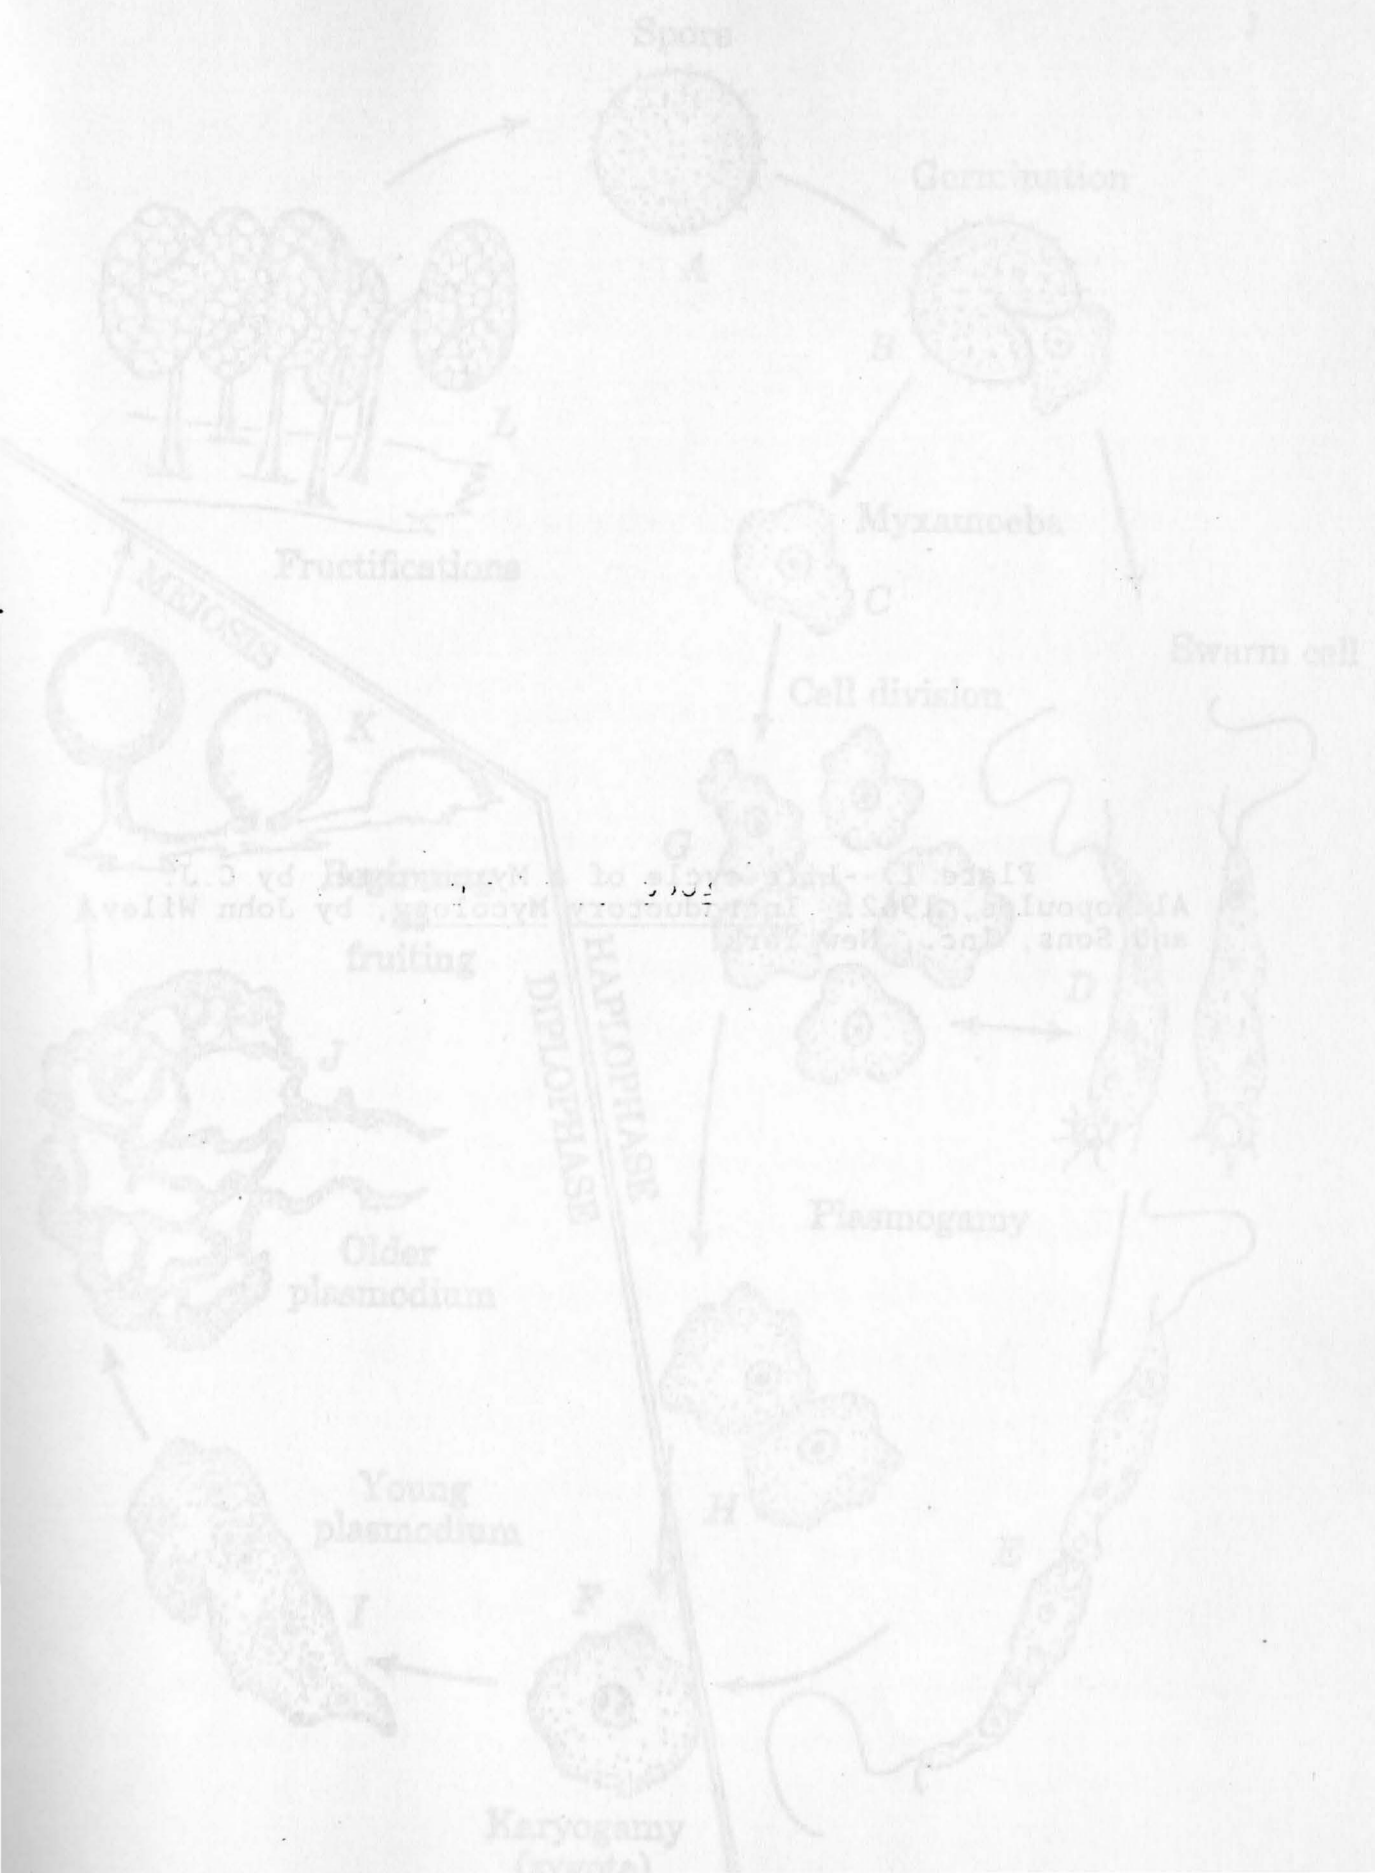 Spore
A
Germination
B
L
Myxamoeba
C
Fructifications
MEIOSIS
Swarm cell
Cell division
K
G
Plate 1 --Life cycle of a by C.J.
Beginning
Alexopoulos, 1962. Introductory Mycology, by John Wiley
and Sons, Inc., New York
fruiting
HAPLOPHASE
DIPLOPHASE
D
J
Plasmogamy
Older
plasmodium
Young
plasmodium
H
E
I
F
Karyogamy
(zygote)